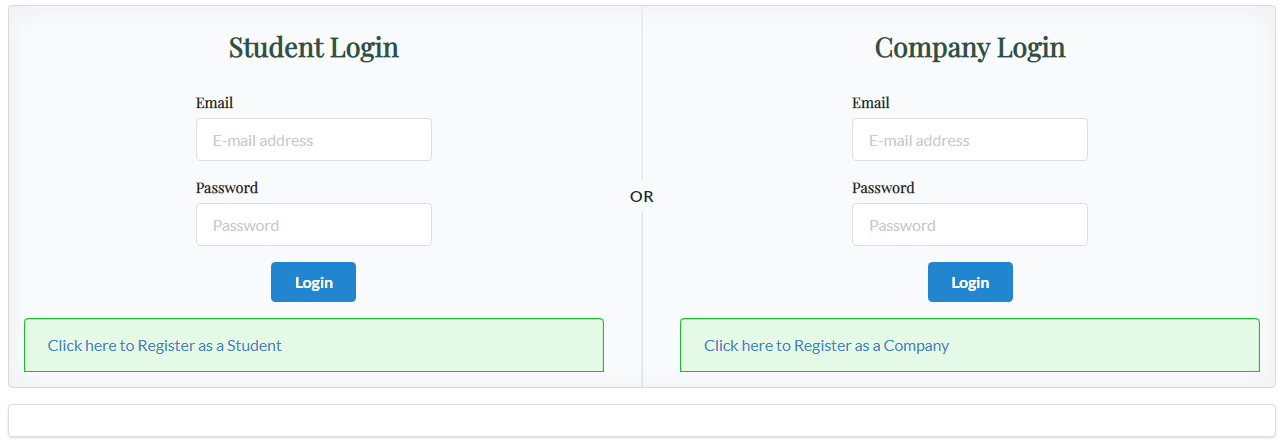 Student Login
Email
E-mail address
Password
Password
Login
Click here to Register as a Student
OR
Company Login
Email
E-mail address
Password
Password
Login
Click here to Register as a Company